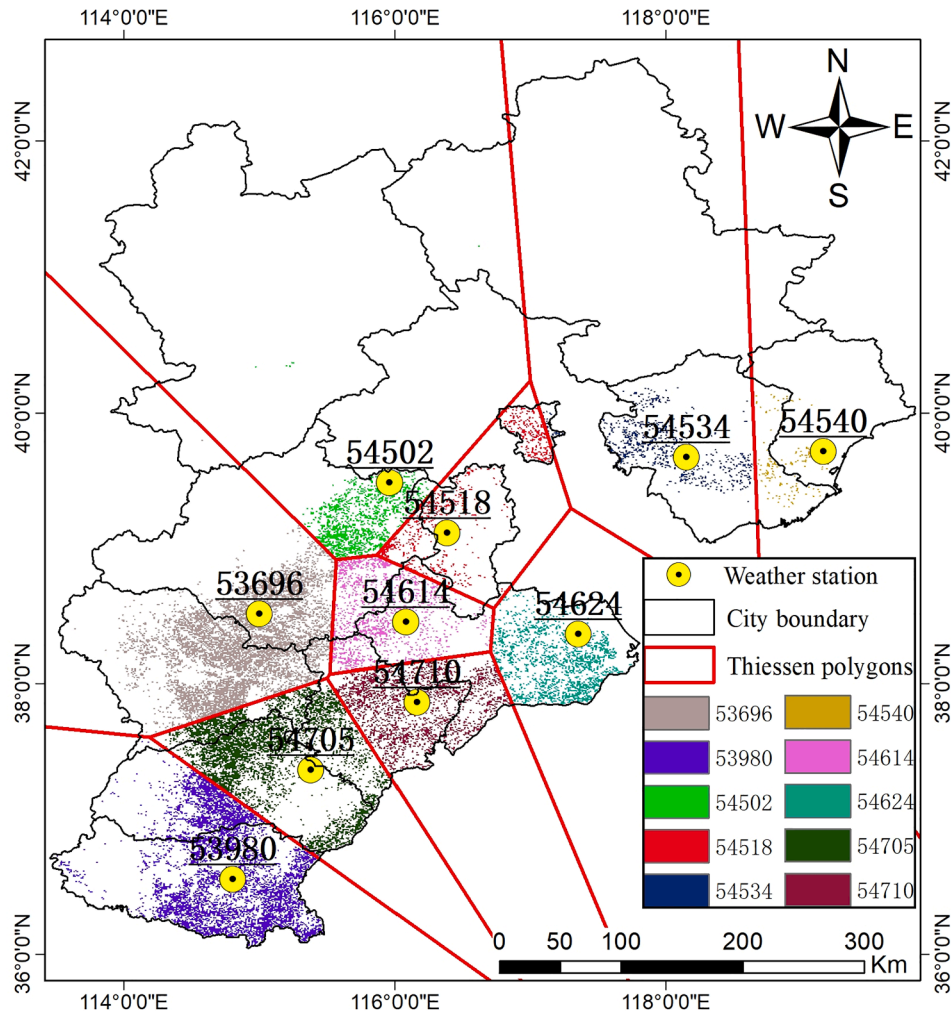 114°0'0"E 116°0'0"E 118°0'0"E
N
W E
S
42°0'0"N 42°0'0"N
40°0'0"N 40°0'0"N
54534 54540
54502
54518
53696 54614 54624
38°0'0"N 38°0'0"N
54710
54705
53980
Weather station
City boundary
Thiessen polygons
53696 54540
53980 54614
54502 54624
54518 54705
54534 54710
36°0'0"N 36°0'0"N
0 50 100 200 300
Km
114°0'0"E 116°0'0"E 118°0'0"E